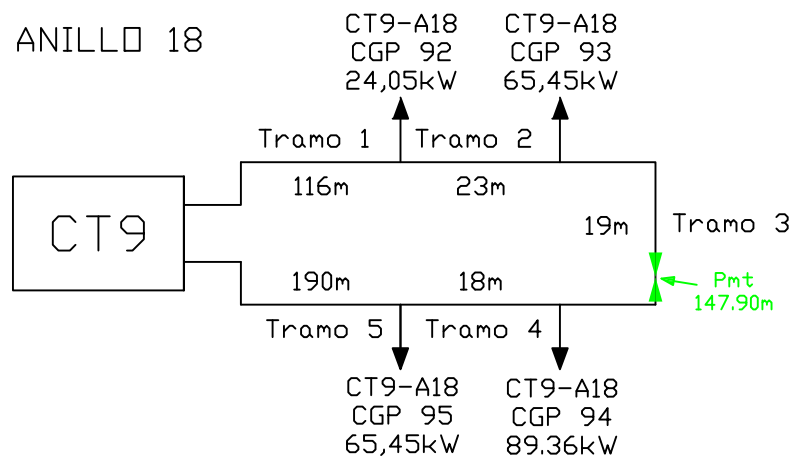 ANILLO 18
CT9-A18
CGP 92
24,05kW
CT9-A18
CGP 93
65,45kW
Tramo 1
Tramo 2
116m
23m
CT9
19m
Tramo 3
190m
18m
Pmt
147.90m
Tramo 5
Tramo 4
CT9-A18
CGP 95
65,45kW
CT9-A18
CGP 94
89.36kW